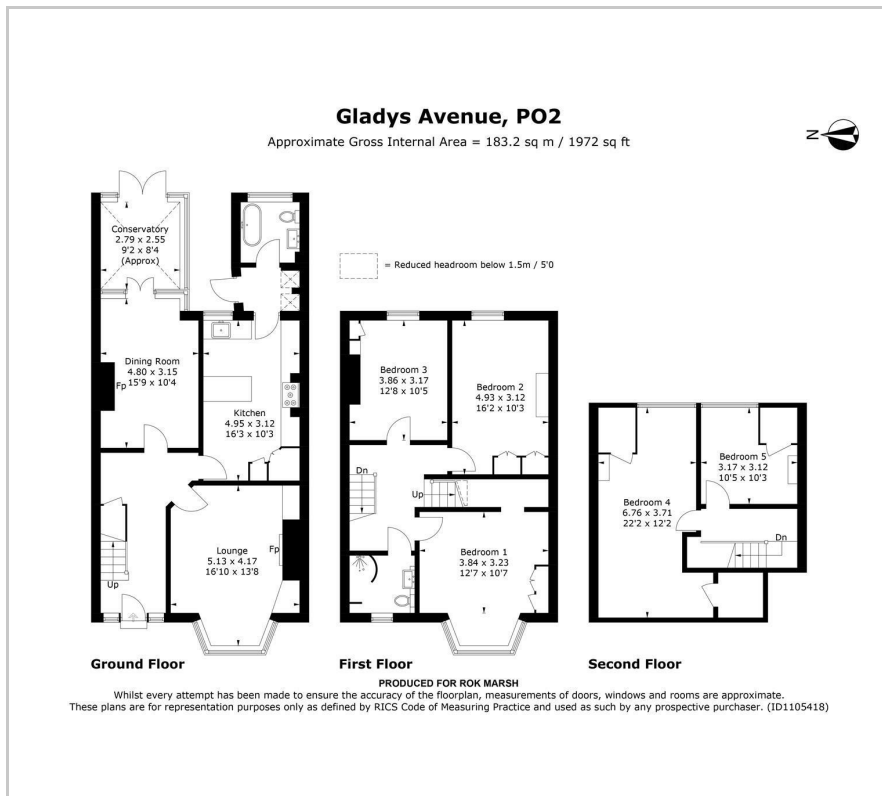 Gladys Avenue, PO2
Approximate Gross Internal Area = 183.2 sq m / 1972 sq ft
N
Conservatory
2.79 x 2.55
9'2 x 8'4
(Approx)
= Reduced headroom below 1.5m / 5'0
Dining Room
4.80 x 3.15
15'9 x 10'4
Fp
Kitchen
4.95 x 3.12
16'3 x 10'3
Lounge
5.13 x 4.17
16'10 x 13'8
Fp
Up
Ground Floor
Bedroom 3
3.86 x 3.17
12'8 x 10'5
Bedroom 2
4.93 x 3.12
16'2 x 10'3
Dn
Up
Bedroom 1
3.84 x 3.23
12'7 x 10'7
First Floor
Bedroom 5
3.17 x 3.12
10'5 x 10'3
Bedroom 4
6.76 x 3.71
22'2 x 12'2
Dn
Second Floor
PRODUCED FOR ROK MARSH
Whilst every attempt has been made to ensure the accuracy of the floorplan, measurements of doors, windows and rooms are approximate.
These plans are for representation purposes only as defined by RICS Code of Measuring Practice and used as such by any prospective purchaser. (ID1105418)